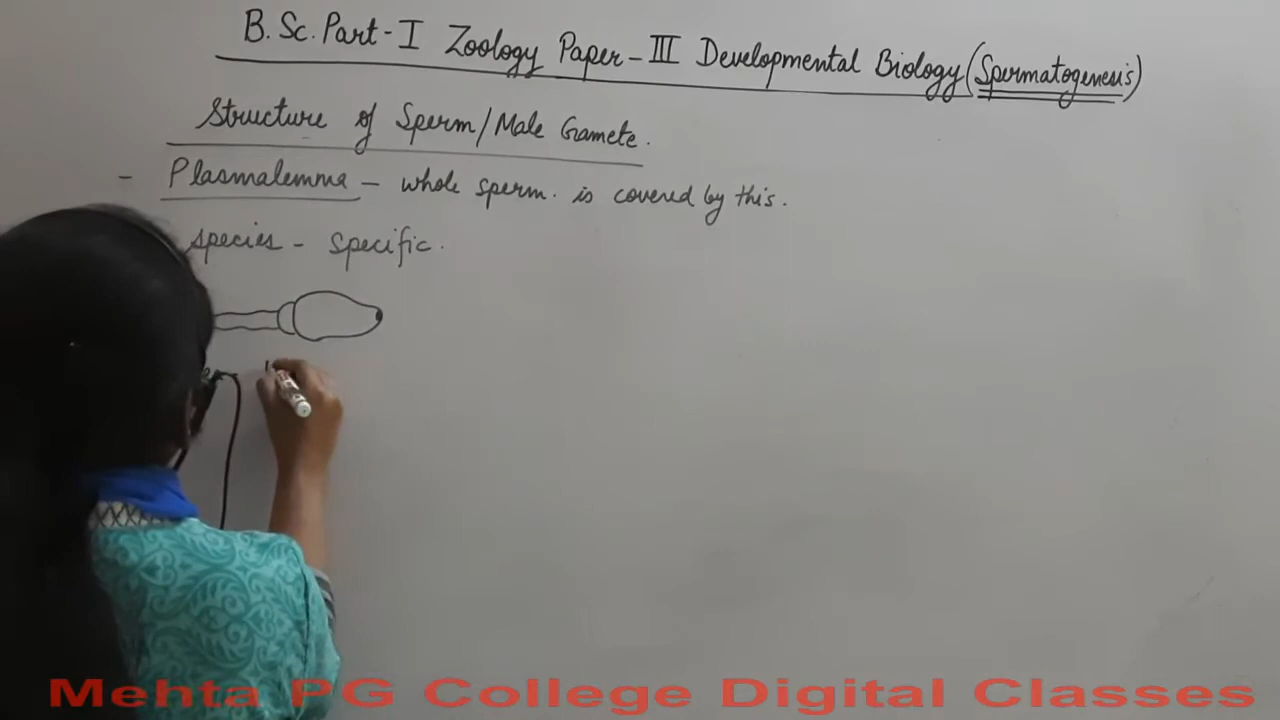 B.Sc. Part-I Zoology Paper-III Developmental Biology (Spermatogenesis)
Structure of Sperm/Male Gamete.
- Plasmalemma - whole sperm. is covered by this.
species - specific.
Mehta PG College Digital Classes